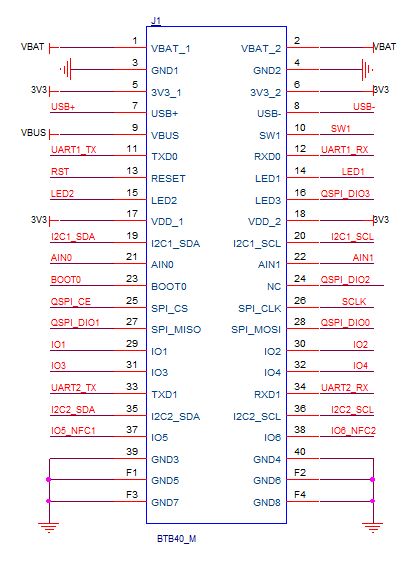 J1
VBAT 1 VBAT_1 VBAT_2 2 VBAT
3 GND1 GND2 4
3V3 5 3V3_1 3V3_2 6 3V3
USB+ 7 USB+ USB- 8 USB-
VBUS 9 VBUS SW1 10 SW1
UART1_TX 11 TXD0 RXD0 12 UART1_RX
RST 13 RESET LED1 14 LED1
LED2 15 LED2 LED3 16 QSPI_DIO3
3V3 17 VDD_1 VDD_2 18 3V3
I2C1_SDA 19 I2C1_SDA I2C1_SCL 20 I2C1_SCL
AIN0 21 AIN0 AIN1 22 AIN1
BOOT0 23 BOOT0 NC 24 QSPI_DIO2
QSPI_CE 25 SPI_CS SPI_CLK 26 SCLK
QSPI_DIO1 27 SPI_MISO SPI_MOSI 28 QSPI_DIO0
IO1 29 IO1 IO2 30 IO2
IO3 31 IO3 IO4 32 IO4
UART2_TX 33 TXD1 RXD1 34 UART2_RX
I2C2_SDA 35 I2C2_SDA I2C2_SCL 36 I2C2_SCL
IO5_NFC1 37 IO5 IO6 38 IO6_NFC2
39 GND3 GND4 40
F1 GND5 GND6 F2
F3 GND7 GND8 F4
BTB40_M